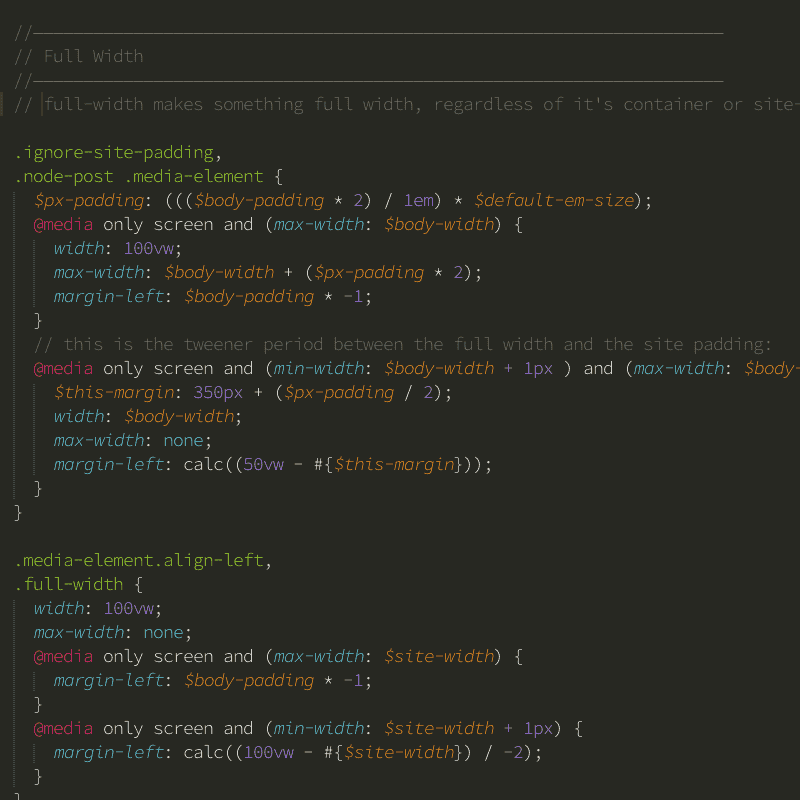 //——————————————————————————————————
// Full Width
//——————————————————————————————————
// full-width makes something full width, regardless of it's container or site-
.ignore-site-padding,
.node-post .media-element {
$px-padding: ((($body-padding * 2) / 1em) * $default-em-size);
@media only screen and (max-width: $body-width) {
width: 100vw;
max-width: $body-width + ($px-padding * 2);
margin-left: $body-padding * -1;
}
// this is the tweener period between the full width and the site padding:
@media only screen and (min-width: $body-width + 1px ) and (max-width: $body-
$this-margin: 350px + ($px-padding / 2);
width: $body-width;
max-width: none;
margin-left: calc((50vw - #{$this-margin}));
}
}
.media-element.align-left,
.full-width {
width: 100vw;
max-width: none;
@media only screen and (max-width: $site-width) {
margin-left: $body-padding * -1;
}
@media only screen and (min-width: $site-width + 1px) {
margin-left: calc((100vw - #{$site-width}) / -2);
}
}